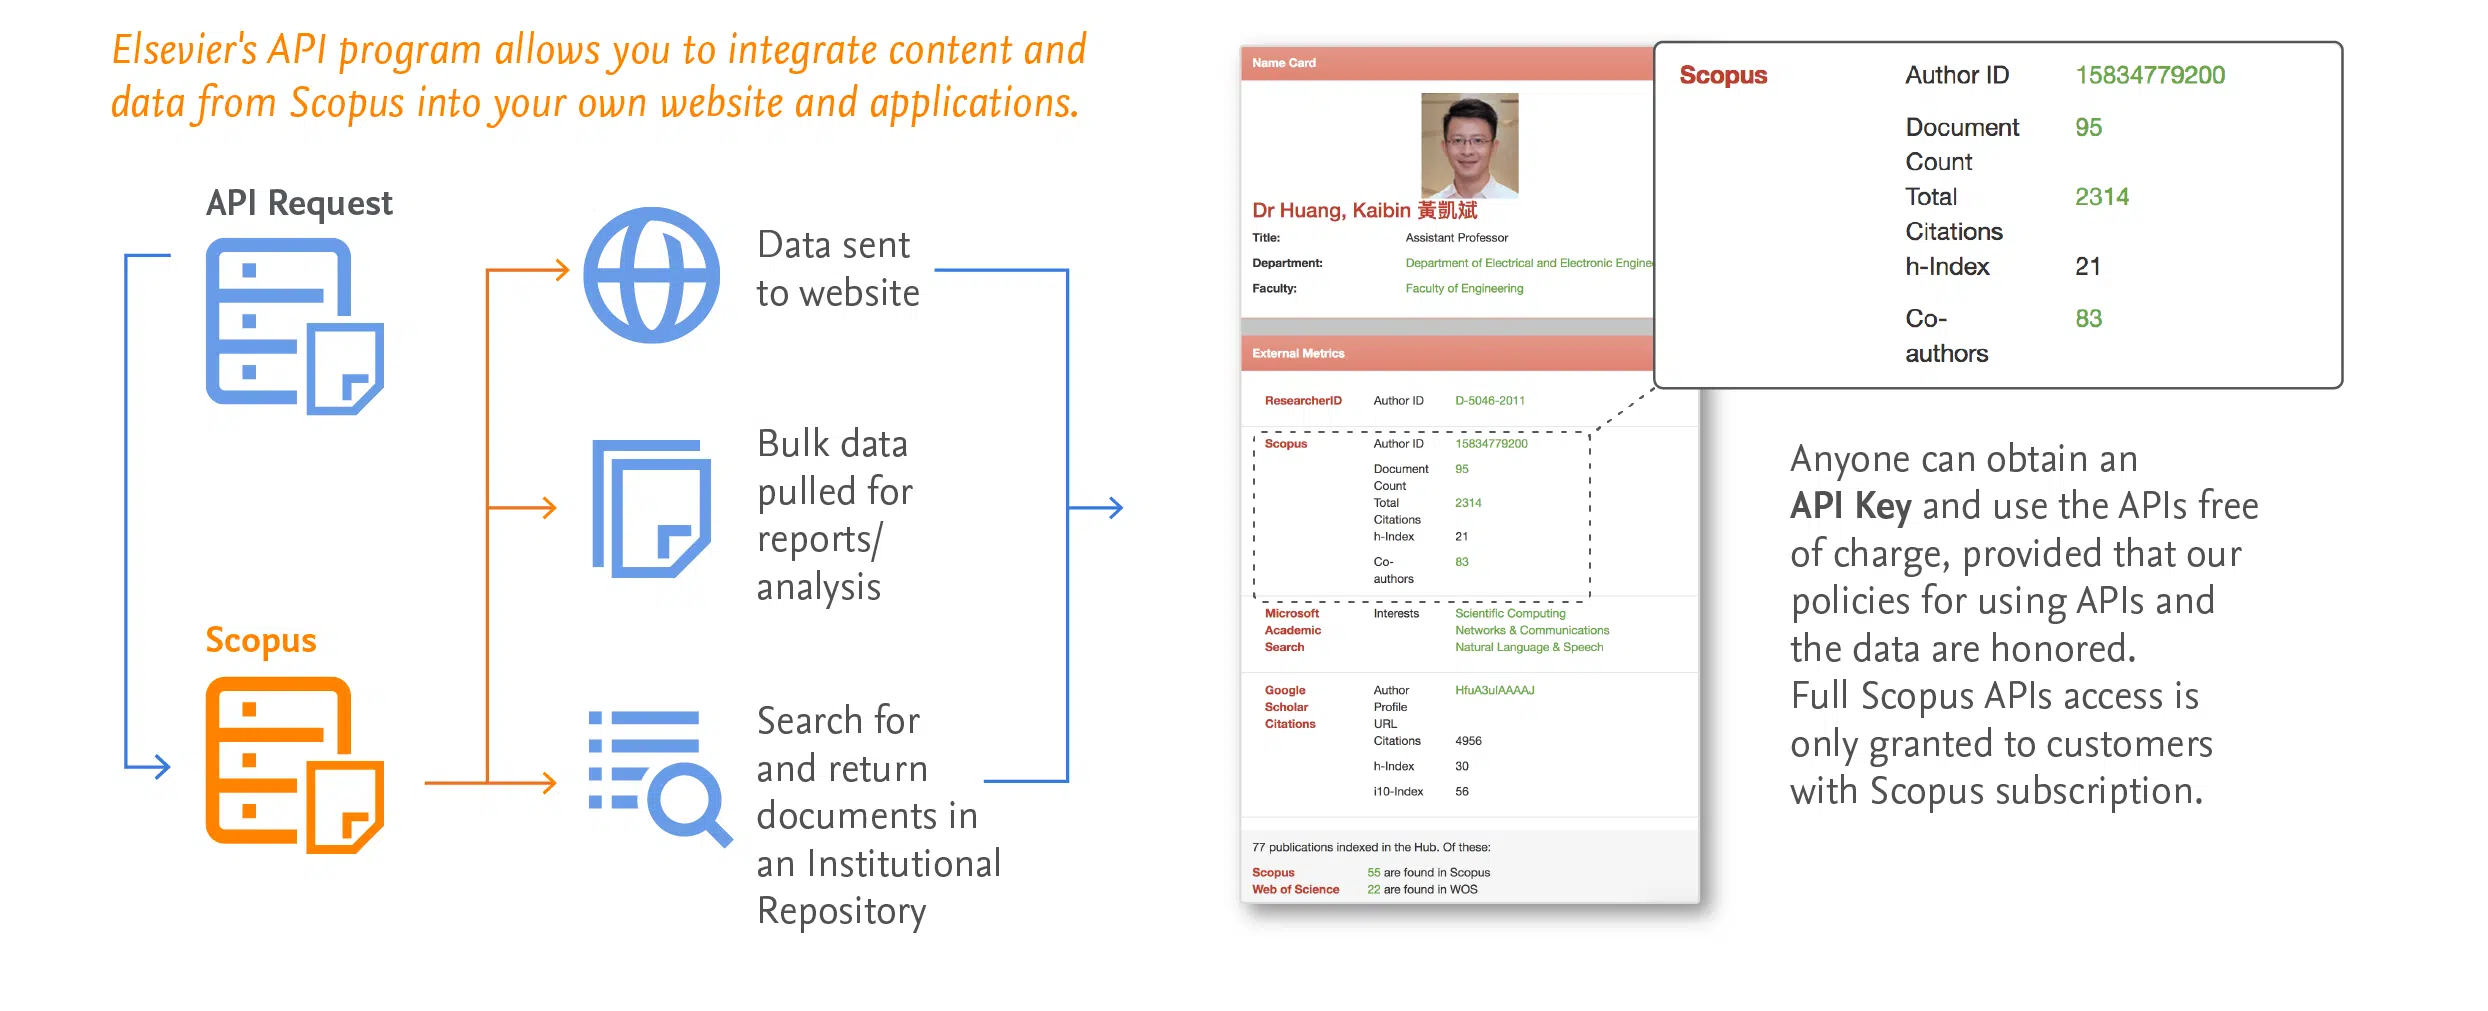 Elsevier's API program allows you to integrate content and
data from Scopus into your own website and applications.
API Request
Scopus
Data sent
to website
Bulk data
pulled for
reports/
analysis
Search for
and return
documents in
an Institutional
Repository
Name Card
Dr Huang, Kaibin 黃凱斌
Title: Assistant Professor
Department: Department of Electrical and Electronic Enginee
Faculty: Faculty of Engineering
External Metrics
ResearcherID Author ID D-5046-2011
Scopus Author ID 15834779200
Document 95
Count
Total 2314
Citations
h-Index 21
Co- 83
authors
Microsoft Interests Scientific Computing
Academic Networks & Communications
Search Natural Language & Speech
Google Author HfuA3uIAAAAJ
Scholar Profile
Citations URL
Citations 4956
h-Index 30
i10-Index 56
77 publications indexed in the Hub. Of these:
Scopus 55 are found in Scopus
Web of Science 22 are found in WOS
Scopus Author ID 15834779200
Document 95
Count
Total 2314
Citations
h-Index 21
Co- 83
authors
Anyone can obtain an
API Key and use the APIs free
of charge, provided that our
policies for using APIs and
the data are honored.
Full Scopus APIs access is
only granted to customers
with Scopus subscription.